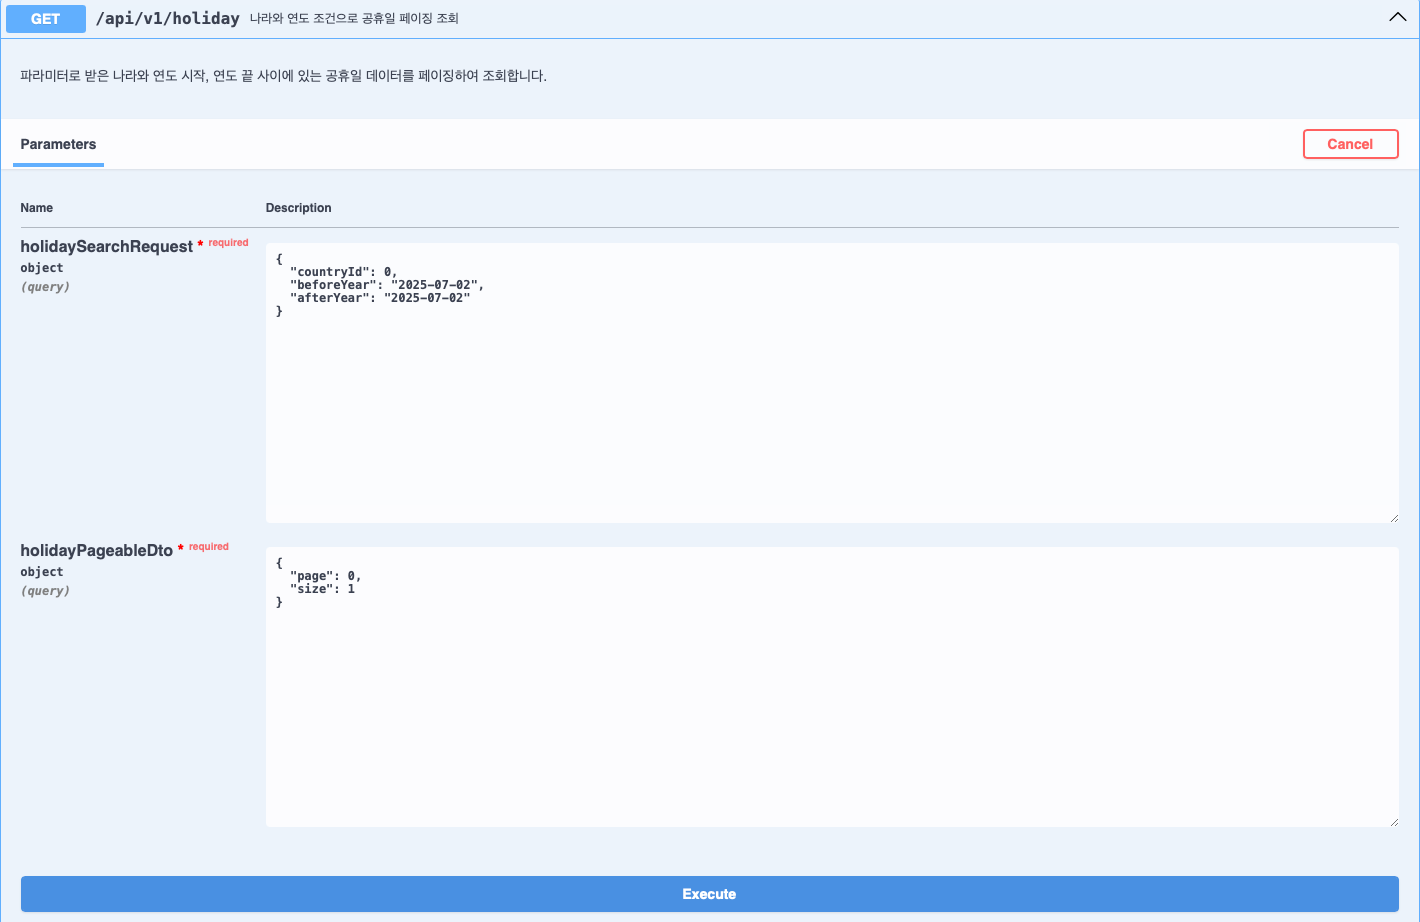 GET /api/v1/holiday 나라와 연도 조건으로 공휴일 페이징 조회
파라미터로 받은 나라와 연도 시작, 연도 끝 사이에 있는 공휴일 데이터를 페이징하여 조회합니다.
Parameters Cancel
Name Description
holidaySearchRequest * required
object
(query)
{
  "countryId": 0,
  "beforeYear": "2025-07-02",
  "afterYear": "2025-07-02"
}
holidayPageableDto * required
object
(query)
{
  "page": 0,
  "size": 1
}
Execute